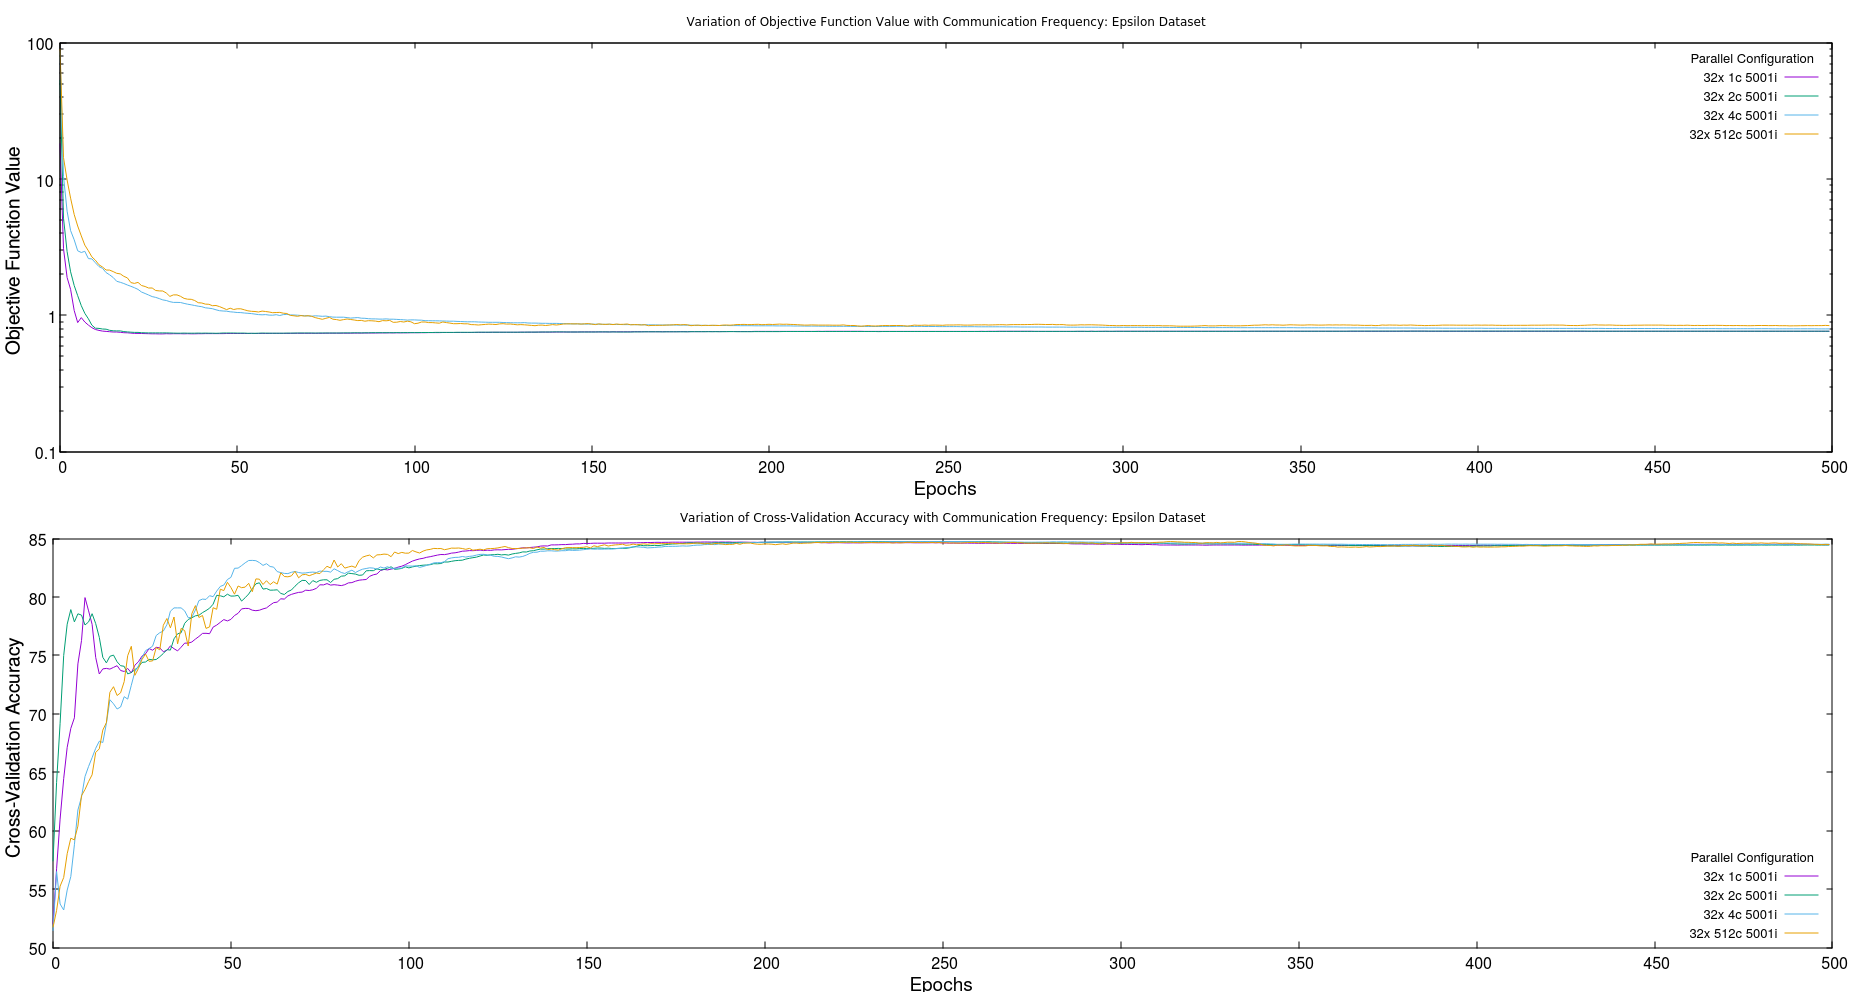 Variation of Objective Function Value with Communication Frequency: Epsilon Dataset
100
10
1
0.1
Objective Function Value
Parallel Configuration
32x 1c 5001i
32x 2c 5001i
32x 4c 5001i
32x 512c 5001i
0 50 100 150 200 250 300 350 400 450 500
Epochs
Variation of Cross-Validation Accuracy with Communication Frequency: Epsilon Dataset
85
80
75
70
65
60
55
50
Cross-Validation Accuracy
Parallel Configuration
32x 1c 5001i
32x 2c 5001i
32x 4c 5001i
32x 512c 5001i
0 50 100 150 200 250 300 350 400 450 500
Epochs